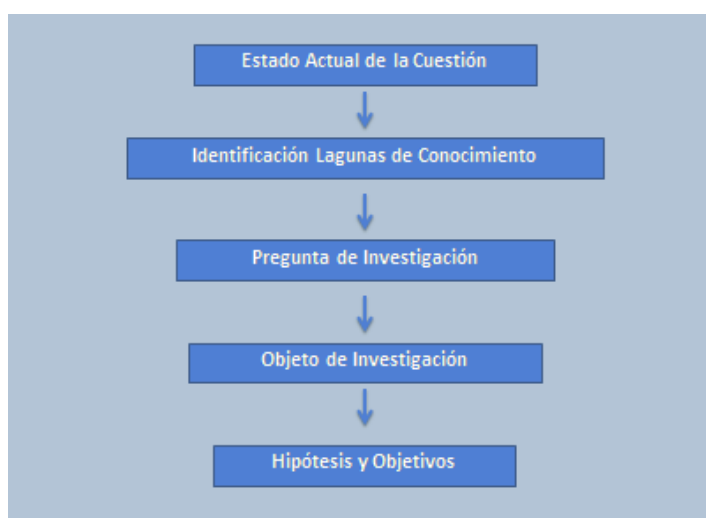 Estado Actual de la Cuestión
Identificación Lagunas de Conocimiento
Pregunta de Investigación
Objeto de Investigación
Hipótesis y Objetivos